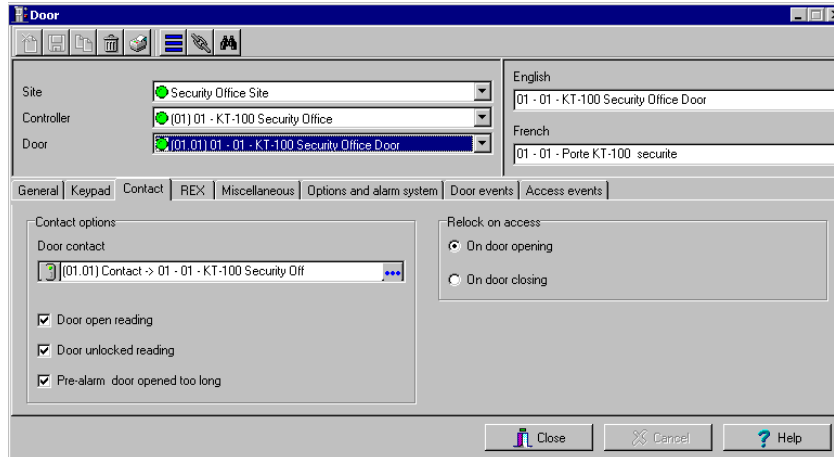 Door
Site
Security Office Site
Controller
(01) 01 - KT-100 Security Office
Door
(01.01) 01 - 01 - KT-100 Security Office Door
English
01 - 01 - KT-100 Security Office Door
French
01 - 01 - Porte KT-100 securite
General
Keypad
Contact
REX
Miscellaneous
Options and alarm system
Door events
Access events
Contact options
Door contact
(01.01) Contact -> 01 - 01 - KT-100 Security Off
Door open reading
Door unlocked reading
Pre-alarm door opened too long
Relock on access
On door opening
On door closing
Close
Cancel
Help